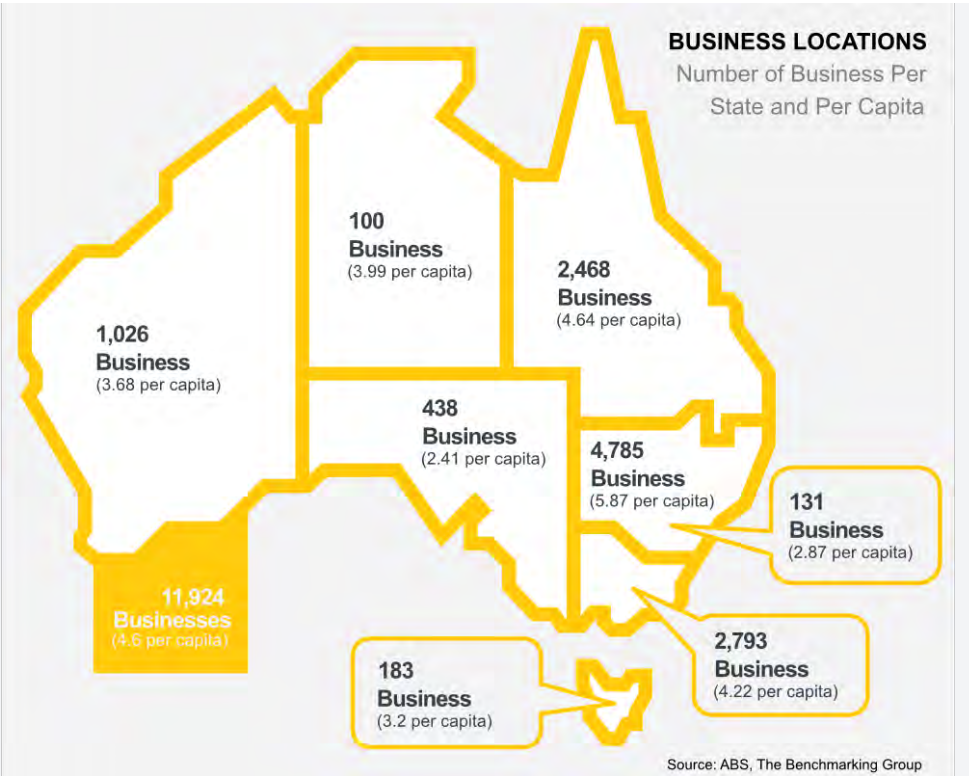 BUSINESS LOCATIONS
Number of Business Per
State and Per Capita
100
Business
(3.99 per capita)
2,468
Business
(4.64 per capita)
1,026
Business
(3.68 per capita)
438
Business
(2.41 per capita)
4,785
Business
(5.87 per capita)
131
Business
(2.87 per capita)
11,924
Businesses
(4.6 per capita)
2,793
Business
(4.22 per capita)
183
Business
(3.2 per capita)
Source: ABS, The Benchmarking Group